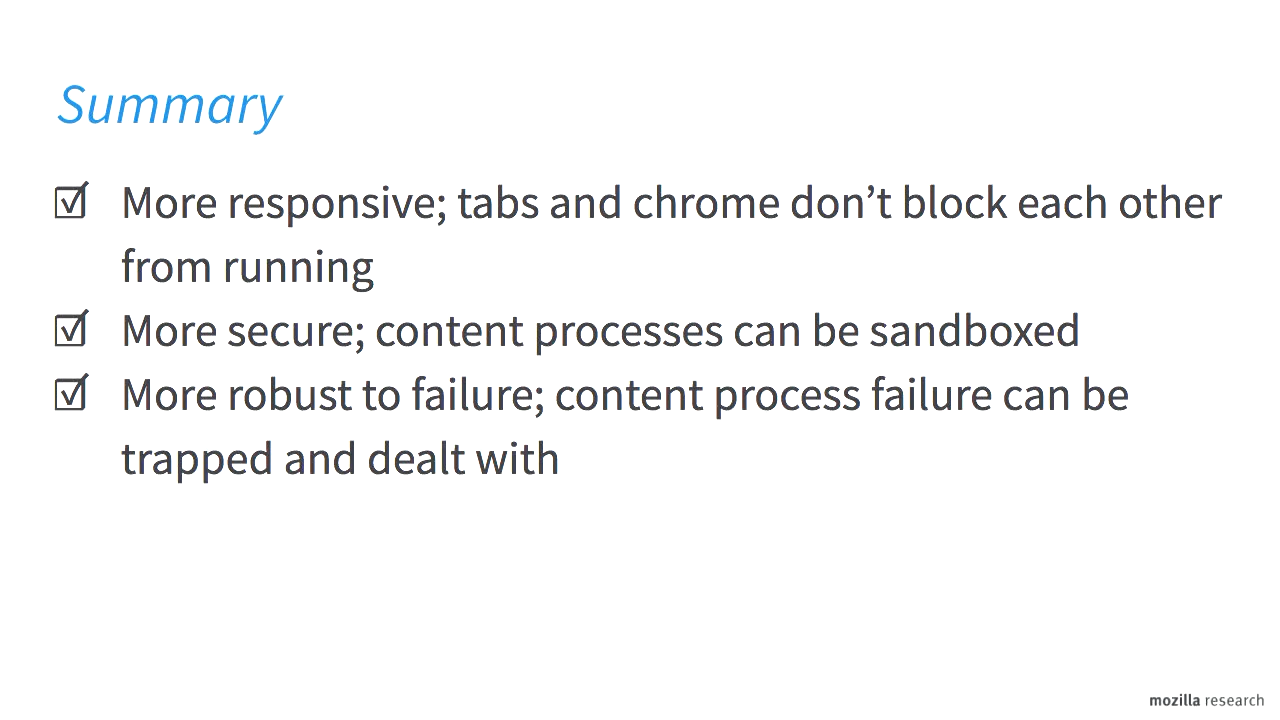 Summary
☑ More responsive; tabs and chrome don’t block each other
from running
☑ More secure; content processes can be sandboxed
☑ More robust to failure; content process failure can be
trapped and dealt with
mozilla research